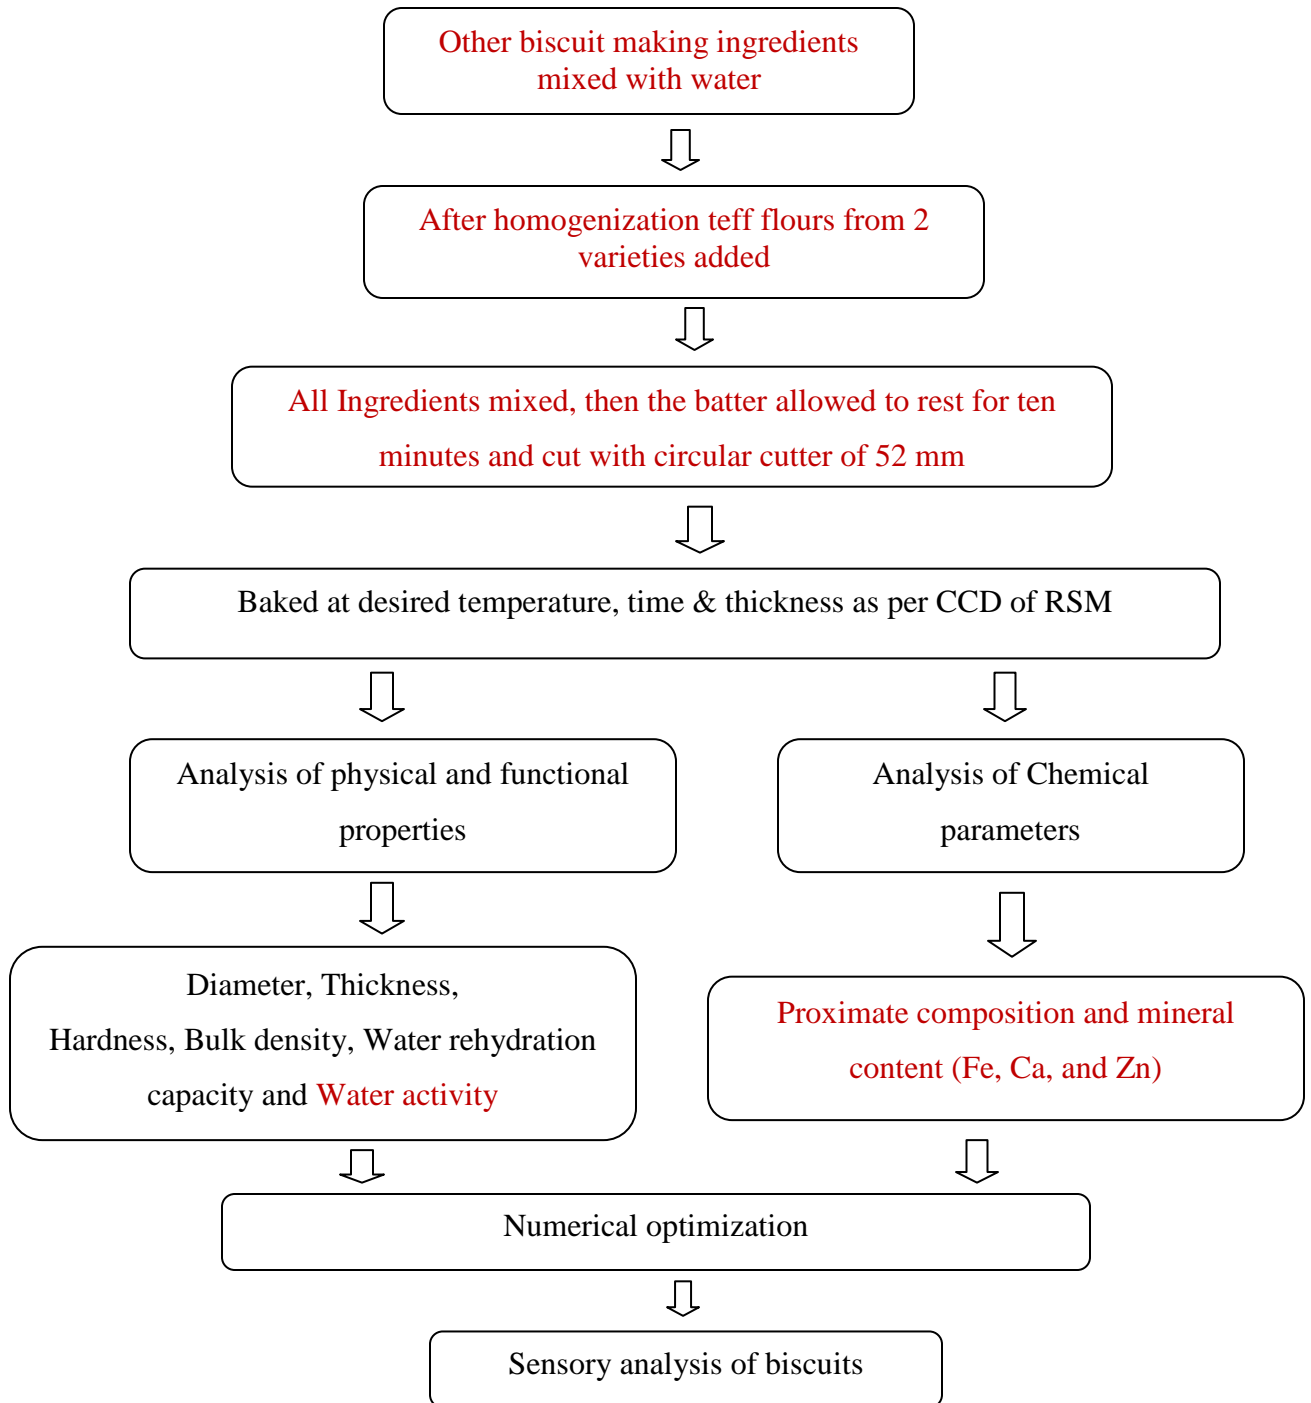 Other biscuit making ingredients
mixed with water
After homogenization teff flours from 2
varieties added
All Ingredients mixed, then the batter allowed to rest for ten
minutes and cut with circular cutter of 52 mm
Baked at desired temperature, time & thickness as per CCD of RSM
Analysis of physical and functional
properties
Analysis of Chemical
parameters
Diameter, Thickness,
Hardness, Bulk density, Water rehydration
capacity and Water activity
Proximate composition and mineral
content (Fe, Ca, and Zn)
Numerical optimization
Sensory analysis of biscuits